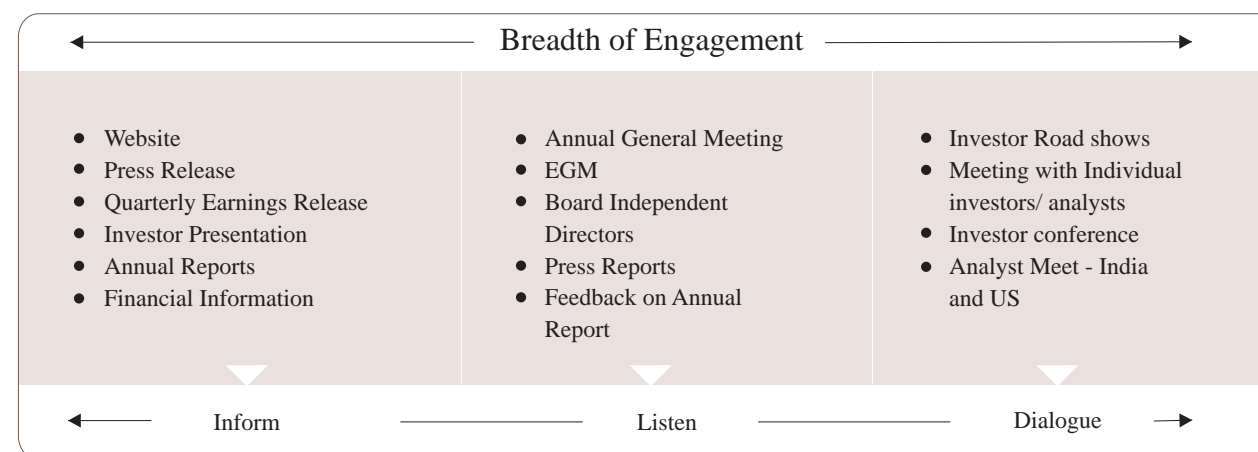 Breadth of Engagement
Website
Press Release
Quarterly Earnings Release
Investor Presentation
Annual Reports
Financial Information
Annual General Meeting
EGM
Board Independent
Directors
Press Reports
Feedback on Annual
Report
Investor Road shows
Meeting with Individual
investors/ analysts
Investor conference
Analyst Meet - India
and US
Inform
Listen
Dialogue